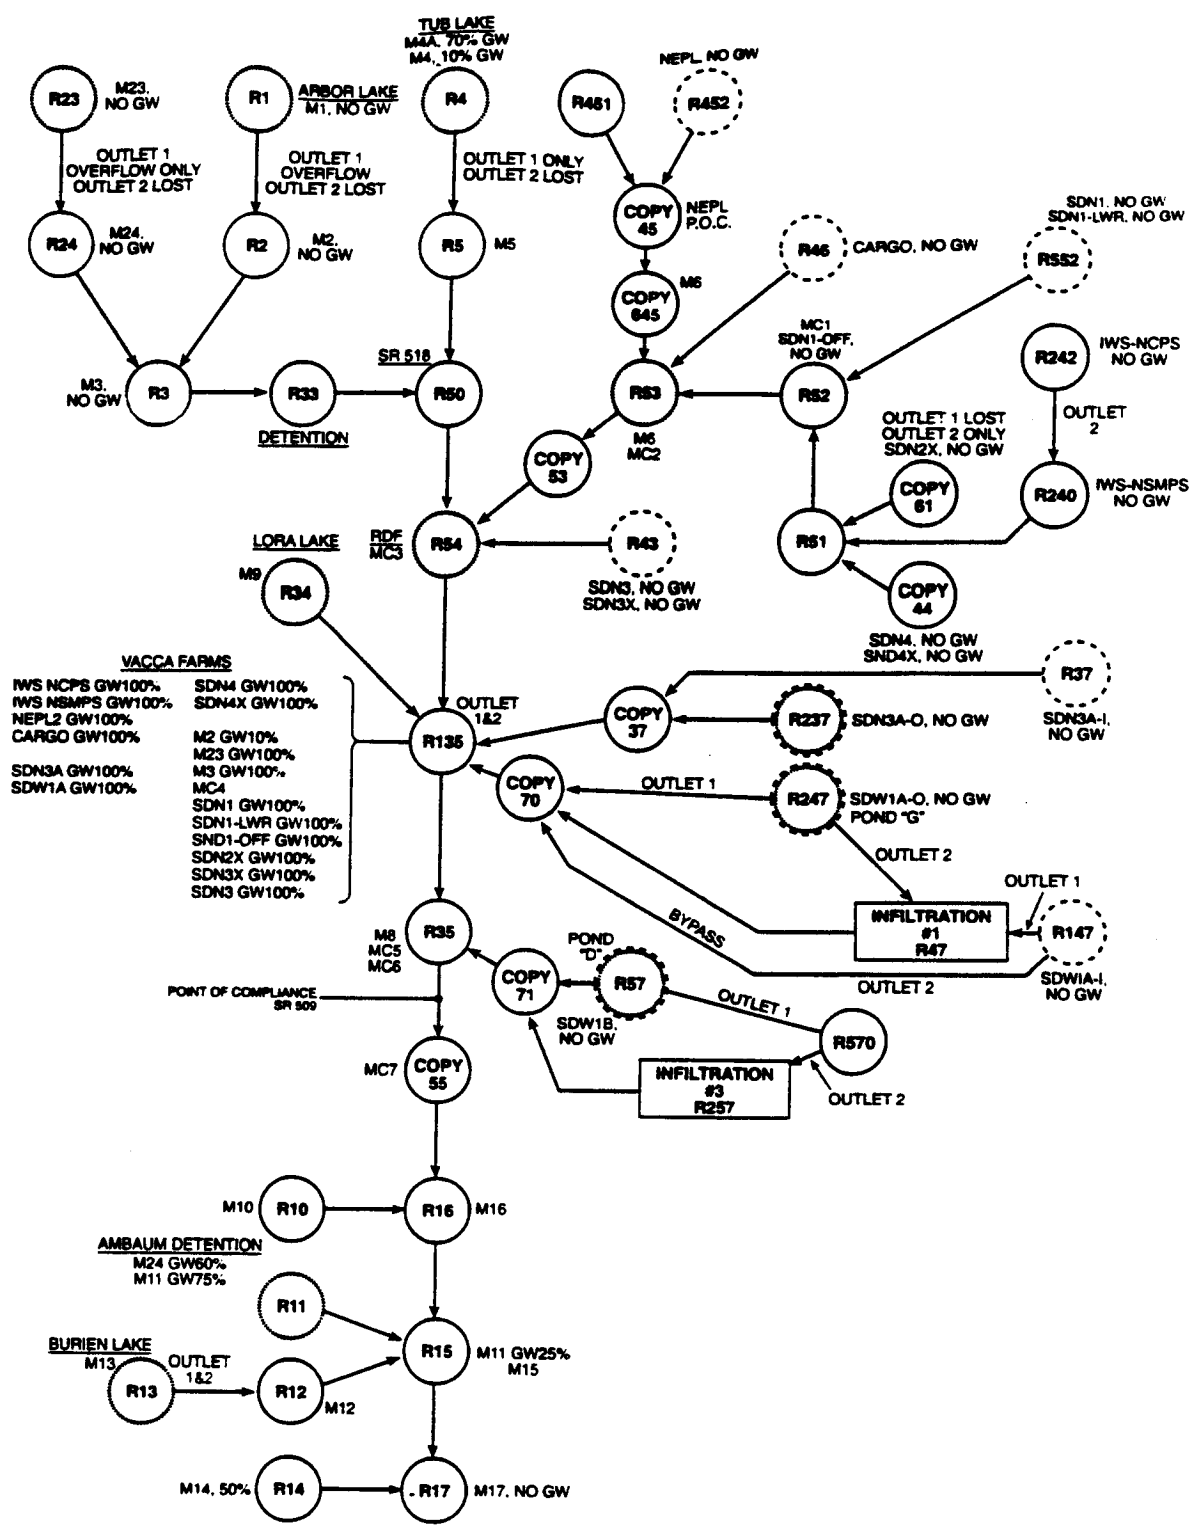 TUB LAKE
M4A, 70% GW
M4, 10% GW
R23
M23,
NO GW
R1
ARBOR LAKE
M1, NO GW
R4
R451
NEPL, NO GW
R452
OUTLET 1
OVERFLOW ONLY
OUTLET 2 LOST
OUTLET 1
OVERFLOW
OUTLET 2 LOST
OUTLET 1 ONLY
OUTLET 2 LOST
COPY
45
NEPL
P.O.C.
SDN1, NO GW
SDN1-LWR, NO GW
R24
M24,
NO GW
R2
M2,
NO GW
R5
M5
R46
CARGO, NO GW
R552
COPY
645
M6
MC1
SDN1-OFF,
NO GW
R242
IWS-NCPS
NO GW
SR 518
M3,
NO GW
R3
R33
DETENTION
R50
R53
M6
MC2
R52
OUTLET
2
OUTLET 1 LOST
OUTLET 2 ONLY
SDN2X, NO GW
COPY
53
COPY
61
R240
IWS-NSMPS
NO GW
RDF
MC3
R54
R43
SDN3, NO GW
SDN3X, NO GW
R51
COPY
44
SDN4, NO GW
SND4X, NO GW
LORA LAKE
M9
R34
VACCA FARMS
IWS NCPS GW100%
IWS NSMPS GW100%
NEPL2 GW100%
CARGO GW100%
SDN3A GW100%
SDW1A GW100%
SDN4 GW100%
SDN4X GW100%
M2 GW10%
M23 GW100%
M3 GW100%
MC4
SDN1 GW100%
SDN1-LWR GW100%
SND1-OFF GW100%
SDN2X GW100%
SDN3X GW100%
SDN3 GW100%
OUTLET
1&2
R135
COPY
37
R237
SDN3A-O, NO GW
R37
SDN3A-I,
NO GW
COPY
70
OUTLET 1
R247
SDW1A-O, NO GW
POND "G"
OUTLET 2
OUTLET 1
INFILTRATION
#1
R47
R147
SDWIA-I,
NO GW
BYPASS
OUTLET 2
M8
MC5
MC6
R35
POND
"D"
COPY
71
R57
SDW1B,
NO GW
OUTLET 1
R570
POINT OF COMPLIANCE
SR 509
INFILTRATION
#3
R257
OUTLET 2
MC7
COPY
55
M10
R10
R16
M16
AMBAUM DETENTION
M24 GW60%
M11 GW75%
R11
R15
M11 GW25%
M15
BURIEN LAKE
M13
R13
OUTLET
1&2
R12
M12
M14, 50%
R14
R17
M17, NO GW